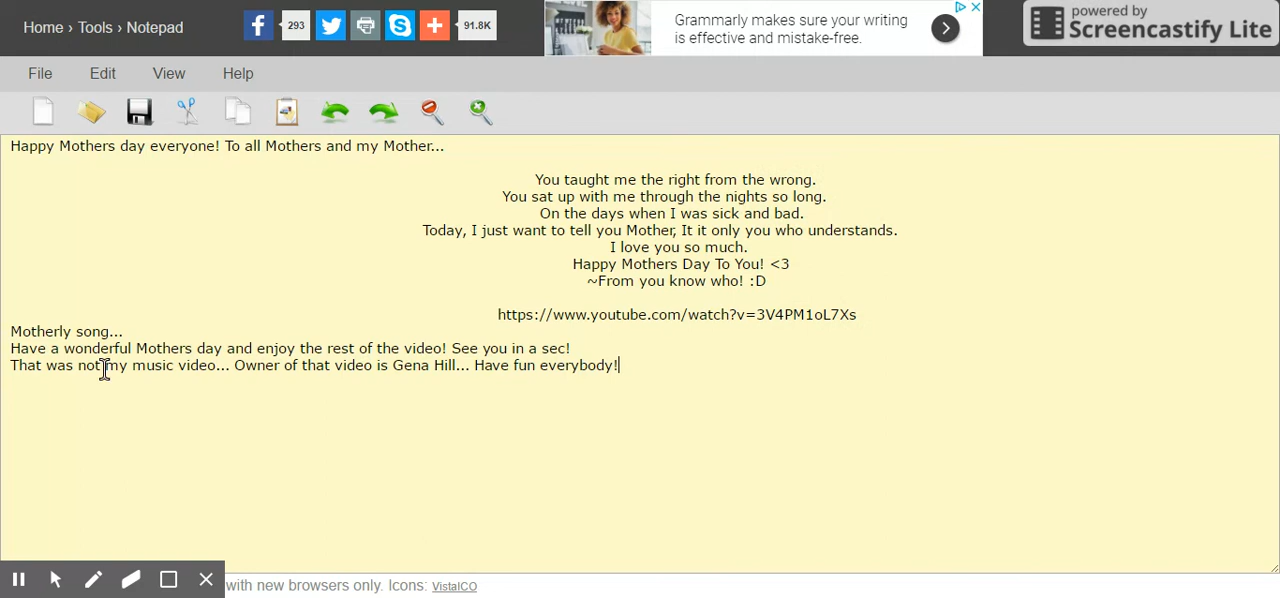 Home › Tools › Notepad
293
91.8K
Grammarly makes sure your writing
is effective and mistake-free.
powered by
Screencastify Lite
File Edit View Help
Happy Mothers day everyone! To all Mothers and my Mother...
You taught me the right from the wrong.
You sat up with me through the nights so long.
On the days when I was sick and bad.
Today, I just want to tell you Mother, It it only you who understands.
I love you so much.
Happy Mothers Day To You! <3
~From you know who! :D
https://www.youtube.com/watch?v=3V4PM1oL7Xs
Motherly song...
Have a wonderful Mothers day and enjoy the rest of the video! See you in a sec!
That was not my music video... Owner of that video is Gena Hill... Have fun everybody!
with new browsers only. Icons: VistaICO